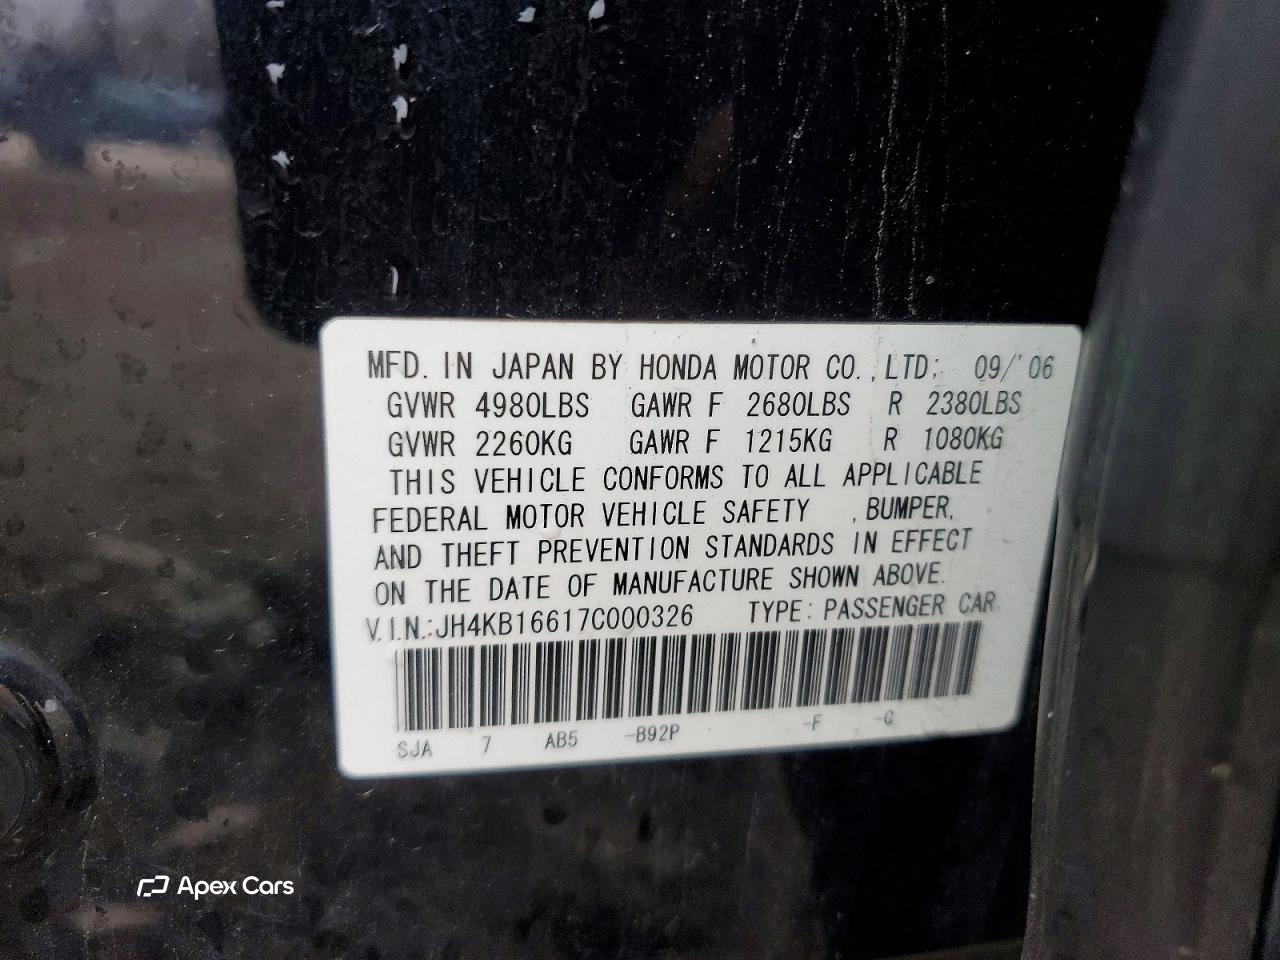 MFD. IN JAPAN BY HONDA MOTOR CO., LTD; 09/'06
GVWR 4980LBS GAWR F 2680LBS R 2380LBS
GVWR 2260KG GAWR F 1215KG R 1080KG
THIS VEHICLE CONFORMS TO ALL APPLICABLE
FEDERAL MOTOR VEHICLE SAFETY , BUMPER,
AND THEFT PREVENTION STANDARDS IN EFFECT
ON THE DATE OF MANUFACTURE SHOWN ABOVE.
V.I.N.:JH4KB16617C000326 TYPE: PASSENGER CAR
SJA 7 AB5 -B92P -F -G
Apex Cars